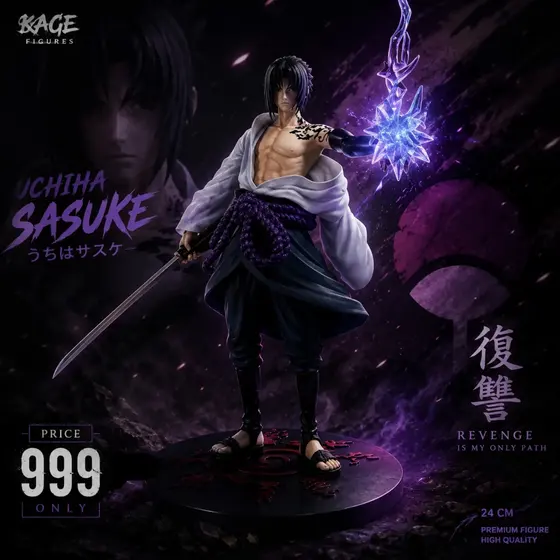 KAGE
FIGURES
UCHIHA
SASUKE
うちはサスケ
復
讐
REVENGE
IS MY ONLY PATH
PRICE
999
ONLY
24 CM
PREMIUM FIGURE
HIGH QUALITY